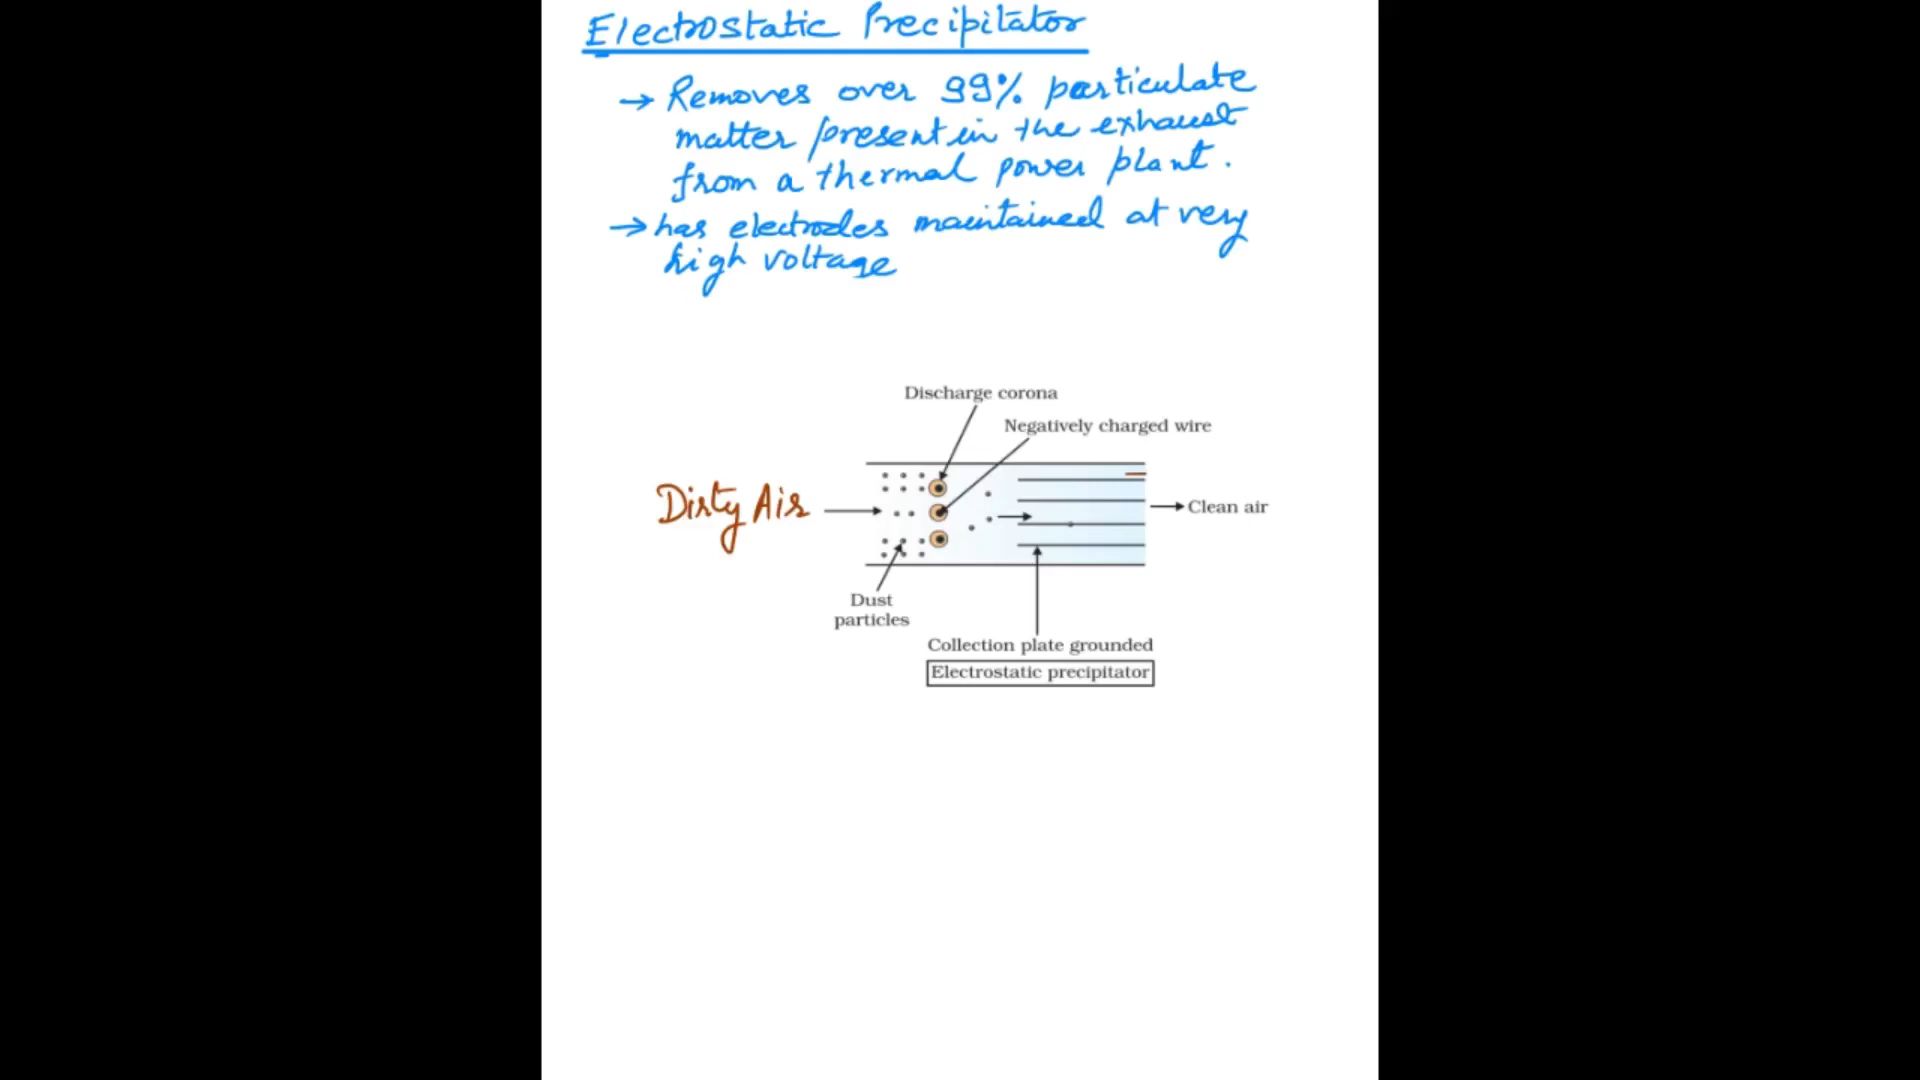 Electrostatic Precipitator
→ Removes over 99% particulate
matter present in the exhaust
from a thermal power plant.
→ has electrodes maintained at very
high voltage
Discharge corona
Negatively charged wire
Dirty Air
Clean air
Dust
particles
Collection plate grounded
Electrostatic precipitator